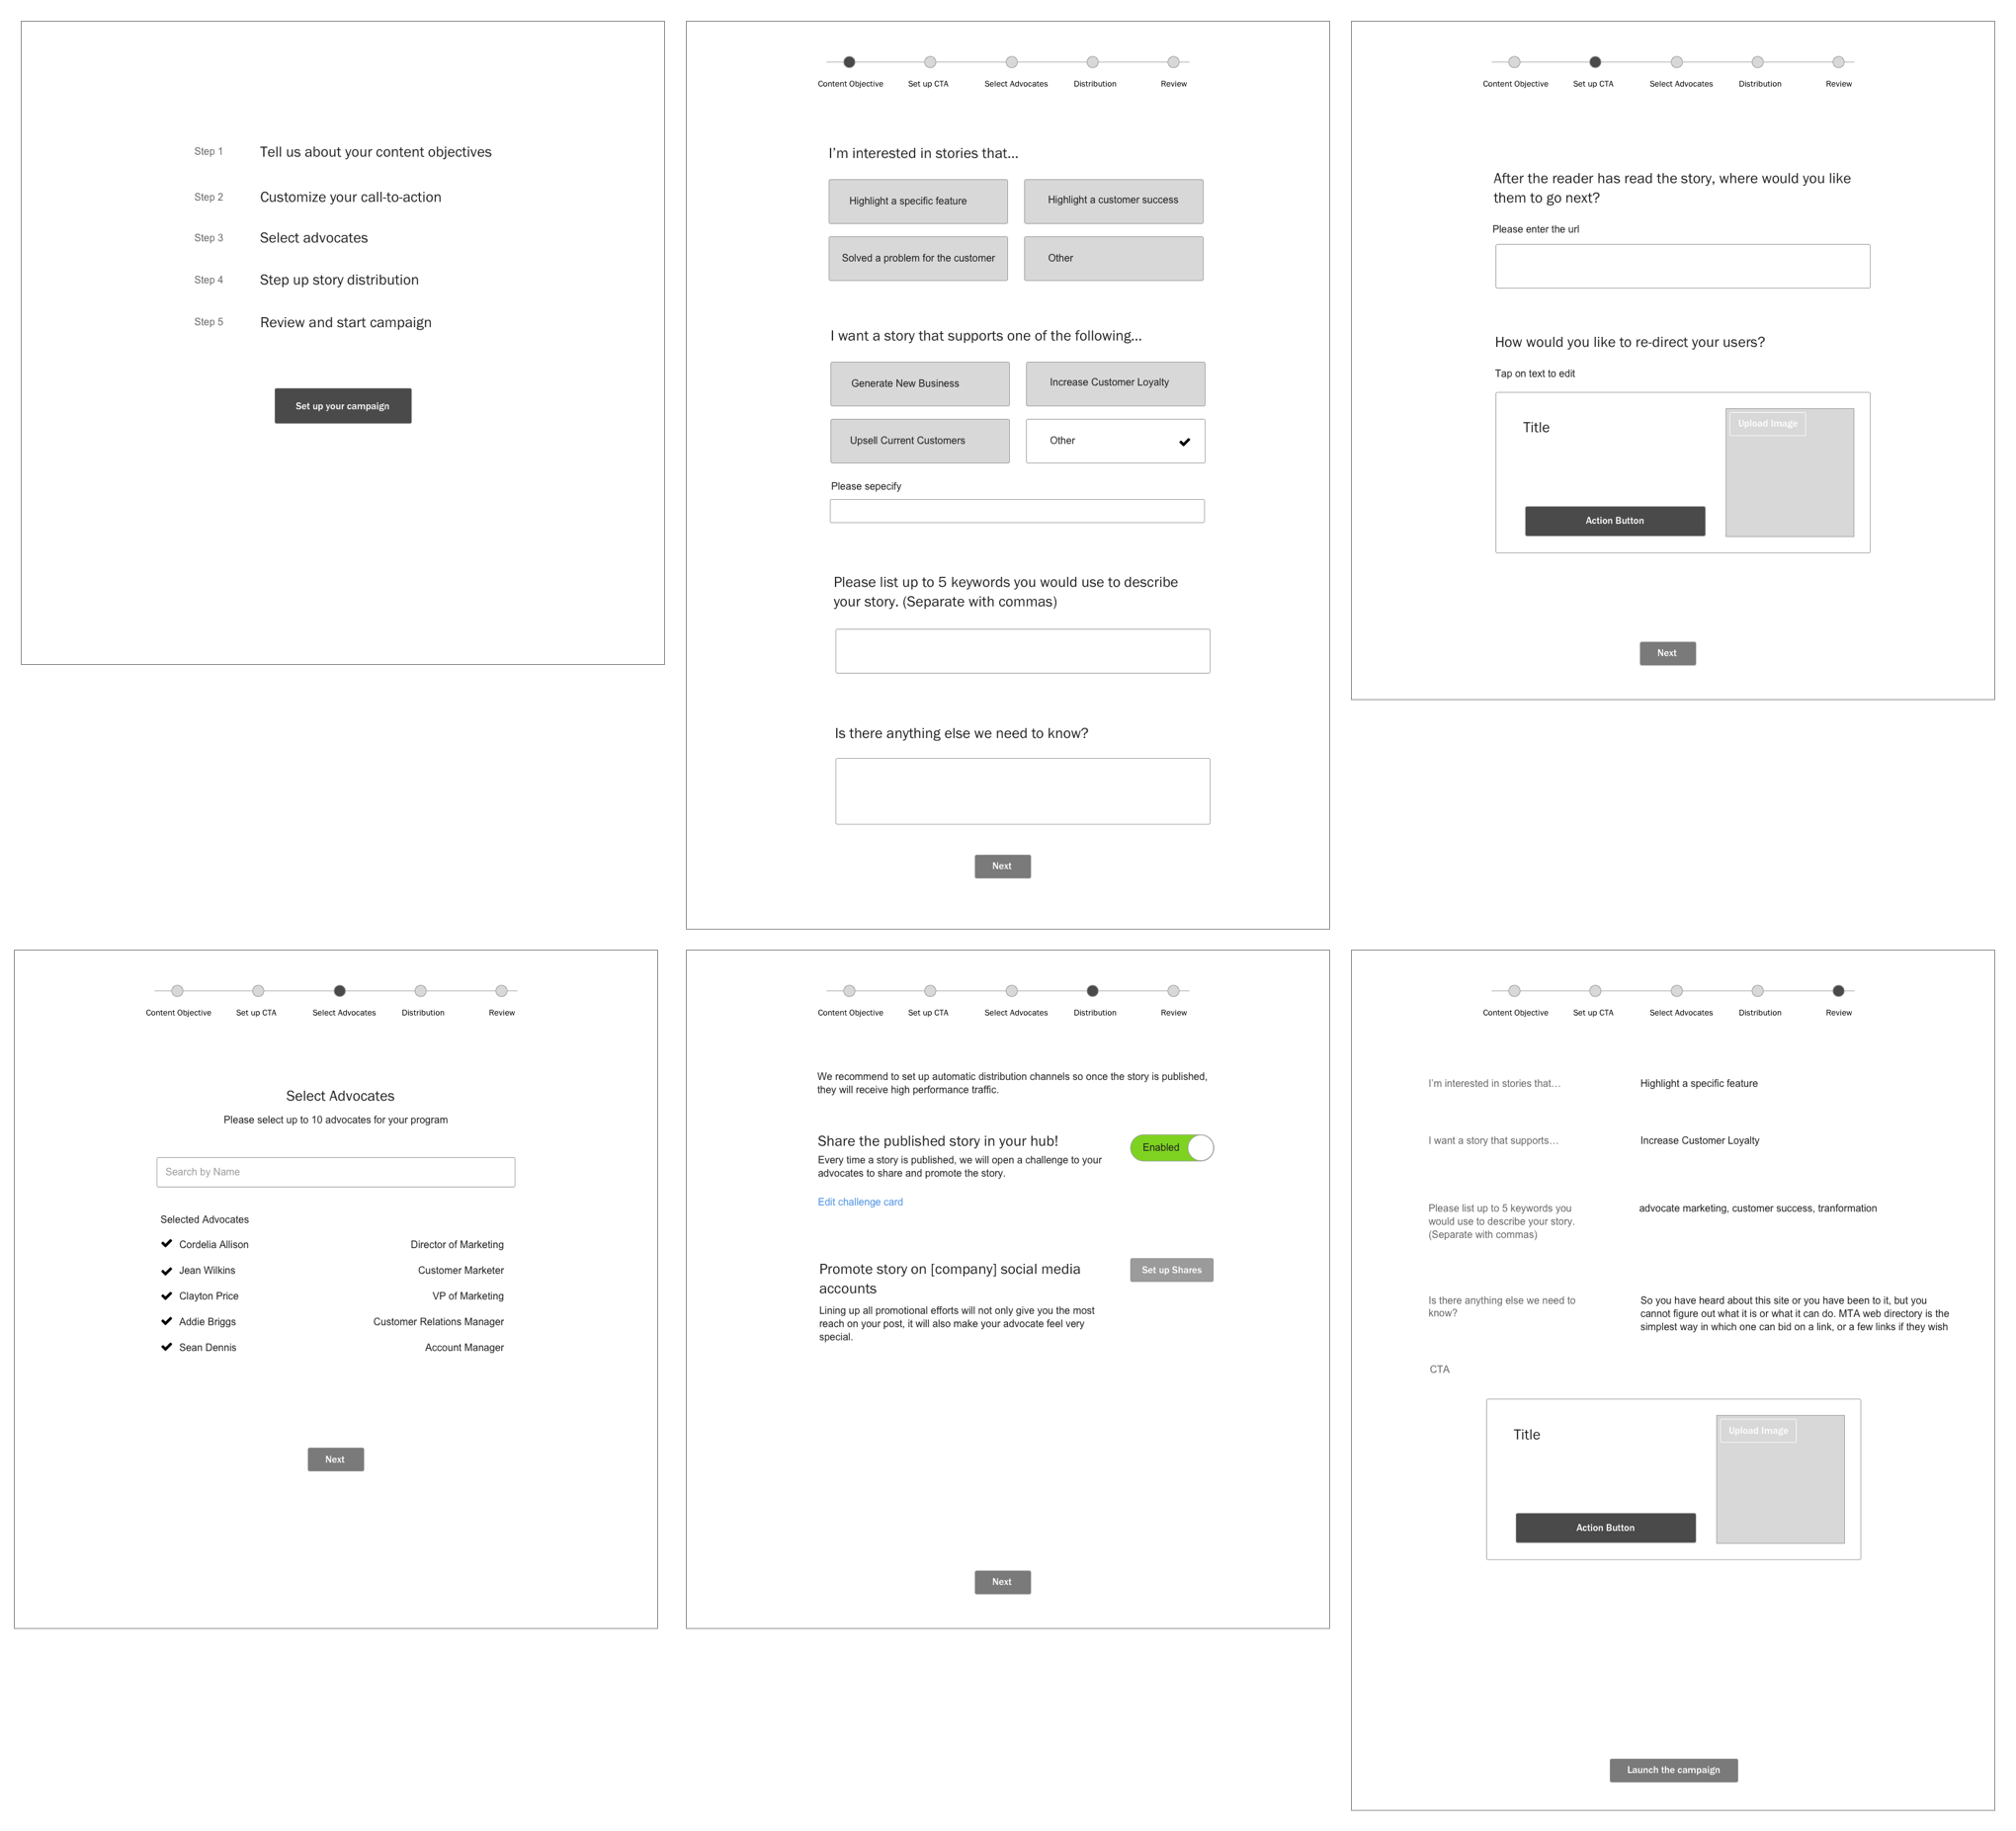 Step 1 Tell us about your content objectives
Step 2 Customize your call-to-action
Step 3 Select advocates
Step 4 Step up story distribution
Step 5 Review and start campaign
Set up your campaign
Content Objective Set up CTA Select Advocates Distribution Review
I'm interested in stories that...
Highlight a specific feature Highlight a customer success
Solved a problem for the customer Other
I want a story that supports one of the following...
Generate New Business Increase Customer Loyalty
Upsell Current Customers Other
Please sepecify
Please list up to 5 keywords you would use to describe
your story. (Separate with commas)
Is there anything else we need to know?
Next
Content Objective Set up CTA Select Advocates Distribution Review
After the reader has read the story, where would you like
them to go next?
Please enter the url
How would you like to re-direct your users?
Tap on text to edit
Title
Upload Image
Action Button
Next
Content Objective Set up CTA Select Advocates Distribution Review
Select Advocates
Please select up to 10 advocates for your program
Search by Name
Selected Advocates
Cordelia Allison Director of Marketing
Jean Wilkins Customer Marketer
Clayton Price VP of Marketing
Addie Briggs Customer Relations Manager
Sean Dennis Account Manager
Next
Content Objective Set up CTA Select Advocates Distribution Review
We recommend to set up automatic distribution channels so once the story is published,
they will receive high performance traffic.
Share the published story in your hub!
Enabled
Every time a story is published, we will open a challenge to your
advocates to share and promote the story.
Edit challenge card
Promote story on [company] social media
accounts
Set up Shares
Lining up all promotional efforts will not only give you the most
reach on your post, it will also make your advocate feel very
special.
Next
Content Objective Set up CTA Select Advocates Distribution Review
I'm interested in stories that... Highlight a specific feature
I want a story that supports... Increase Customer Loyalty
Please list up to 5 keywords you advocate marketing, customer success, tranformation
would use to describe your story.
(Separate with commas)
Is there anything else we need to So you have heard about this site or you have been to it, but you
know? cannot figure out what it is or what it can do. MTA web directory is the
simplest way in which one can bid on a link, or a few links if they wish
CTA
Title
Upload Image
Action Button
Launch the campaign